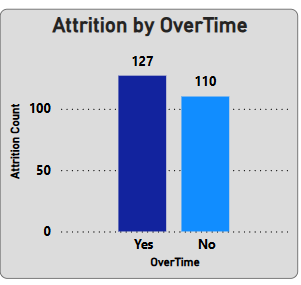 Attrition by OverTime
127
110
100
50
0
Attrition Count
Yes No
OverTime